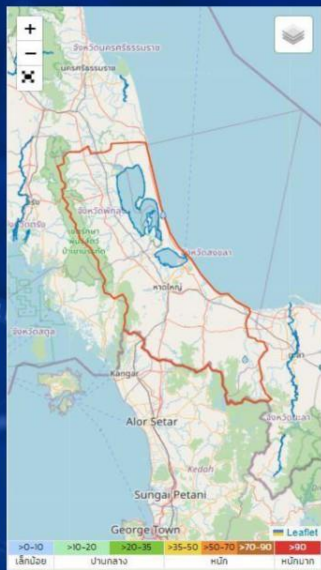 +
จังหวัดนครศรีธรรมราช
นครศรีธรรมราช
−
จังหวัดพัทลุง
จังหวัดสงขลา
หาดใหญ่
จังหวัดสตูล
Kangar
Alor Setar
Kedah
Sungai Petani
George Town
Leaflet
>0-10 >10-20 >20-35 >35-50 >50-70 >70-90 >90
เล็กน้อย ปานกลาง หนัก หนักมาก